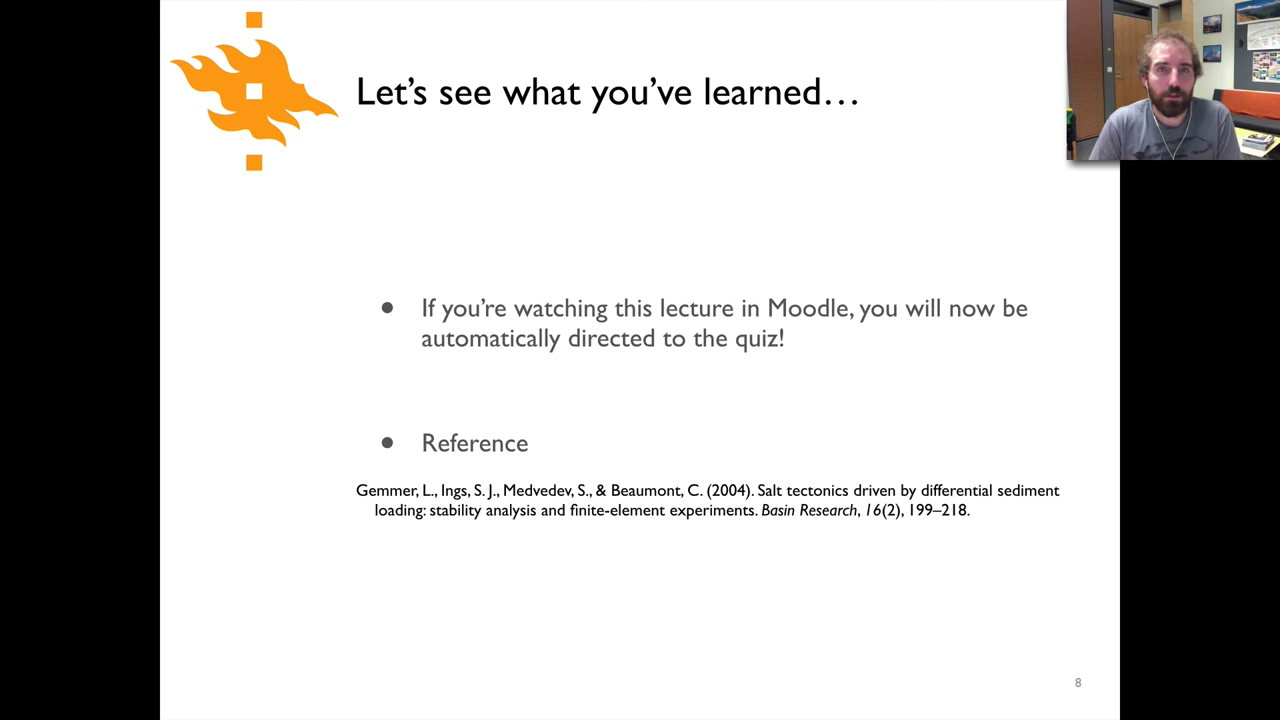 Let’s see what you’ve learned…
● If you’re watching this lecture in Moodle, you will now be
automatically directed to the quiz!
● Reference
Gemmer, L., Ings, S. J., Medvedev, S., & Beaumont, C. (2004). Salt tectonics driven by differential sediment
loading: stability analysis and finite-element experiments. Basin Research, 16(2), 199–218.
8